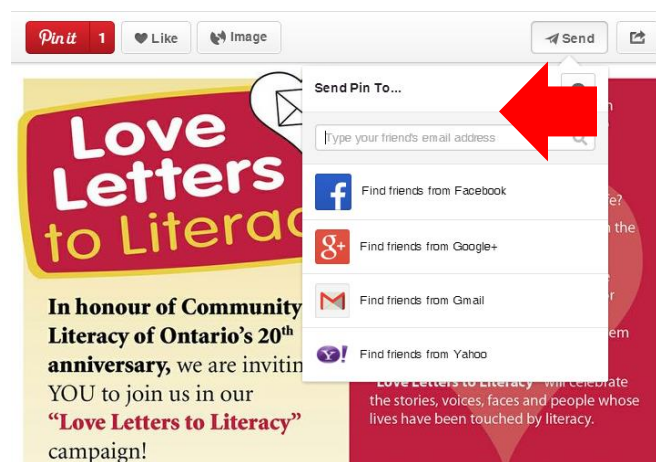 Pin it 1 Like Image Send
Send Pin To...
Type your friend's email address
Find friends from Facebook
Find friends from Google+
Find friends from Gmail
Find friends from Yahoo
Love
Letters
to Literac
In honour of Community
Literacy of Ontario's 20th
anniversary, we are invitin
YOU to join us in our
"Love Letters to Literacy"
campaign!
e?
the
or
em
"Love Letters to Literacy" will celebrate
the stories, voices, faces and people whose
lives have been touched by literacy.